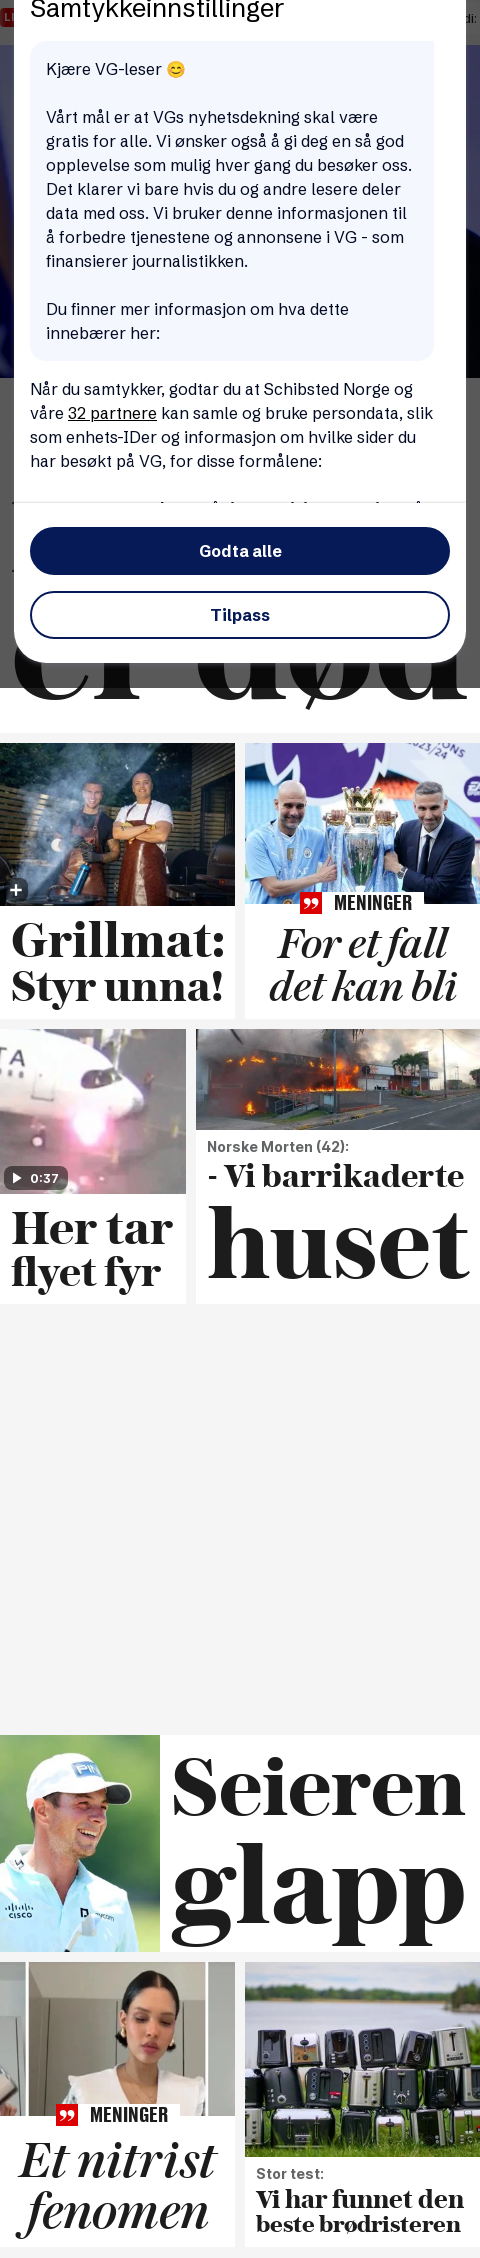 Samtykkeinnstillinger
Kjære VG-leser 😊
Vårt mål er at VGs nyhetsdekning skal være
gratis for alle. Vi ønsker også å gi deg en så god
opplevelse som mulig hver gang du besøker oss.
Det klarer vi bare hvis du og andre lesere deler
data med oss. Vi bruker denne informasjonen til
å forbedre tjenestene og annonsene i VG - som
finansierer journalistikken.
Du finner mer informasjon om hva dette
innebærer her:
Når du samtykker, godtar du at Schibsted Norge og
våre 32 partnere kan samle og bruke persondata, slik
som enhets-IDer og informasjon om hvilke sider du
har besøkt på VG, for disse formålene:
Godta alle
Tilpass
er død
2023/24
MENINGER
Grillmat:
Styr unna!
For et fall
det kan bli
0:37
Her tar
flyet fyr
Norske Morten (42):
- Vi barrikaderte
huset
PING
CISCO
Seieren
glapp
MENINGER
Et nitrist
fenomen
Stor test:
Vi har funnet den
beste brødristeren